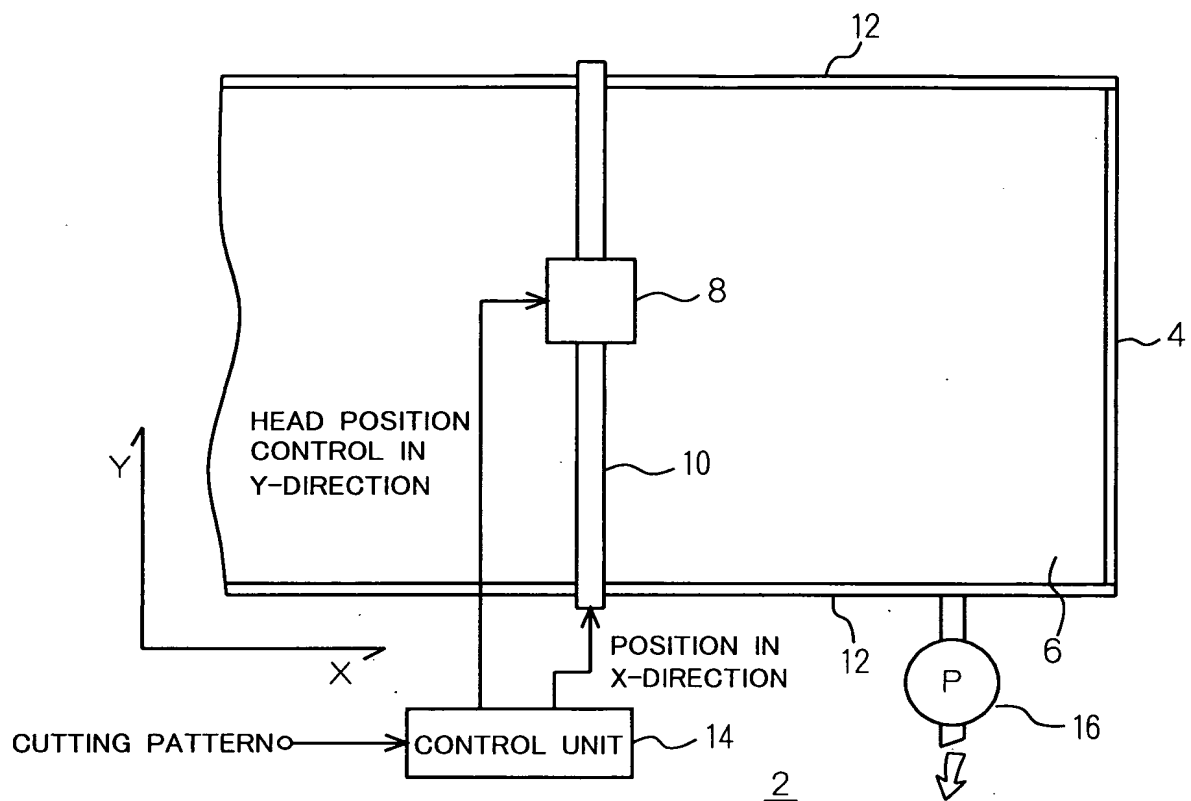 12
8
4
HEAD POSITION
CONTROL IN
Y-DIRECTION
Y
10
X
POSITION IN
X-DIRECTION
12
6
P
16
CUTTING PATTERN
CONTROL UNIT
14
2